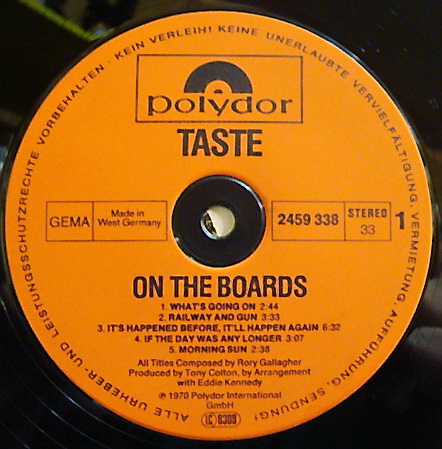 ALLE URHEBER- UND LEISTUNGSSCHUTZRECHTE VORBEHALTEN · KEIN VERLEIH! KEINE UNERLAUBTE VERVIELFÄLTIGUNG, VERMIETUNG, AUFFÜHRUNG, SENDUNG!
polydor
TASTE
GEMA
Made in
West Germany
2459 338
STEREO
33
1
ON THE BOARDS
1. WHAT'S GOING ON 2:44
2. RAILWAY AND GUN 3:33
3. IT'S HAPPENED BEFORE, IT'LL HAPPEN AGAIN 6:32
4. IF THE DAY WAS ANY LONGER 3:07
5. MORNING SUN 2:38
All Titles Composed by Rory Gallagher
Produced by Tony Colton, by Arrangement
with Eddie Kennedy
℗ 1970 Polydor International
GmbH
LC 0309